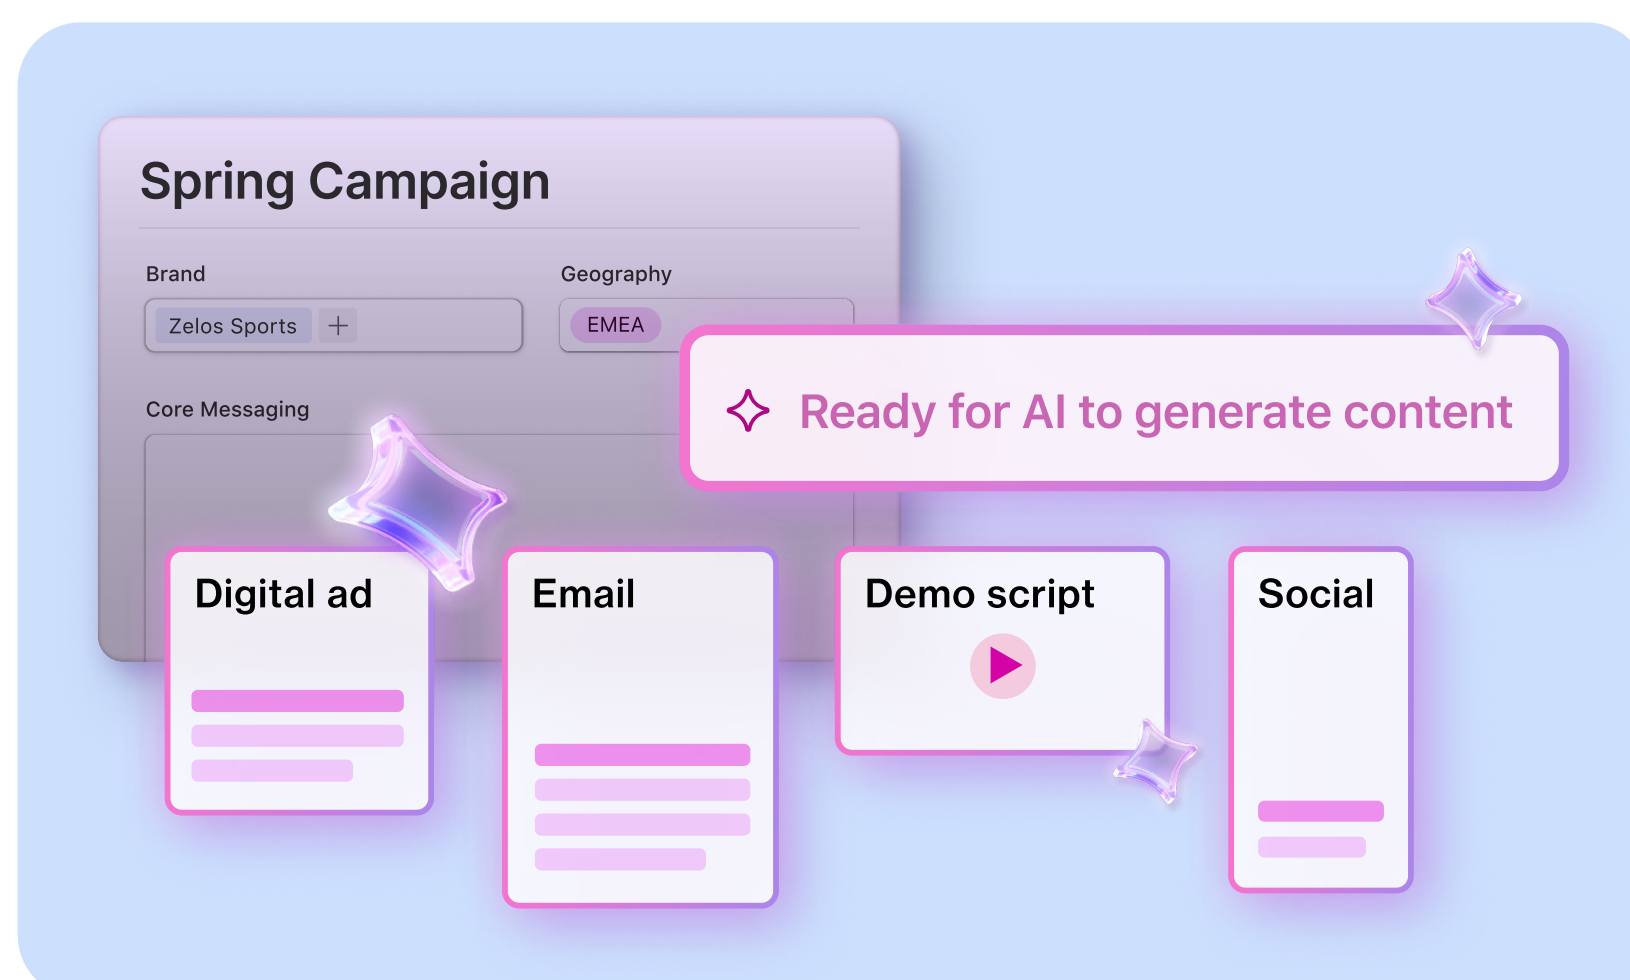 Spring Campaign
Brand
Geography
Zelos Sports +
EMEA
Core Messaging
Ready for AI to generate content
Digital ad
Email
Demo script
Social